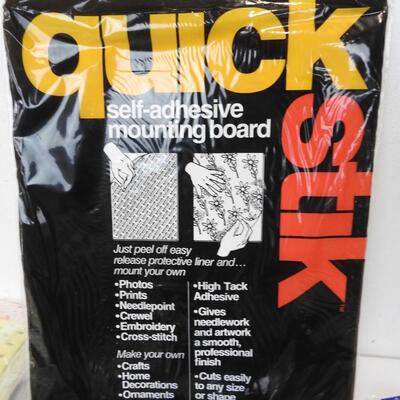 quick
stik
self-adhesive
mounting board
Just peel off easy
release protective liner and...
mount your own
•Photos
•Prints
•Needlepoint
•Crewel
•Embroidery
•Cross-stitch
Make your own
•Crafts
•Home
Decorations
•Ornaments
•High Tack
Adhesive
•Gives
needlework
and artwork
a smooth,
professional
finish
•Cuts easily
to any size
or shape